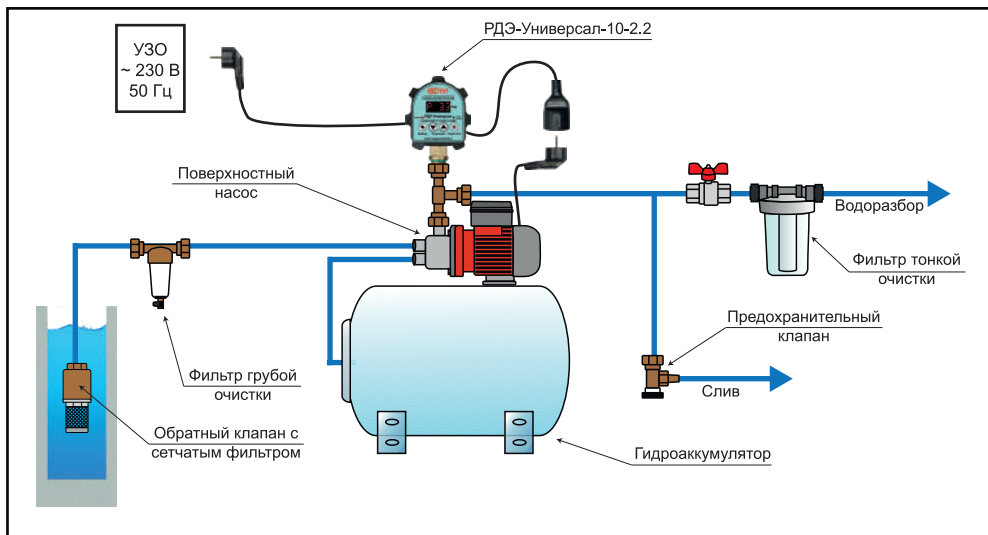 РДЭ-Универсал-10-2.2
УЗО
~ 230 В
50 Гц
Поверхностный
насос
Водоразбор
Фильтр тонкой
очистки
Предохранительный
клапан
Фильтр грубой
очистки
Слив
Обратный клапан с
сетчатым фильтром
Гидроаккумулятор